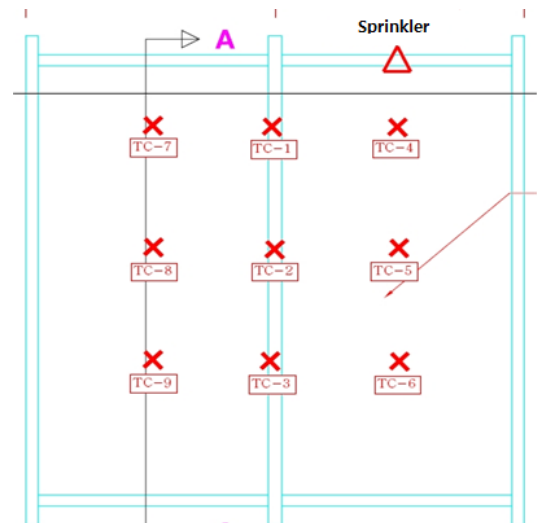 Sprinkler
A
TC-7
TC-1
TC-4
TC-8
TC-2
TC-5
TC-9
TC-3
TC-6